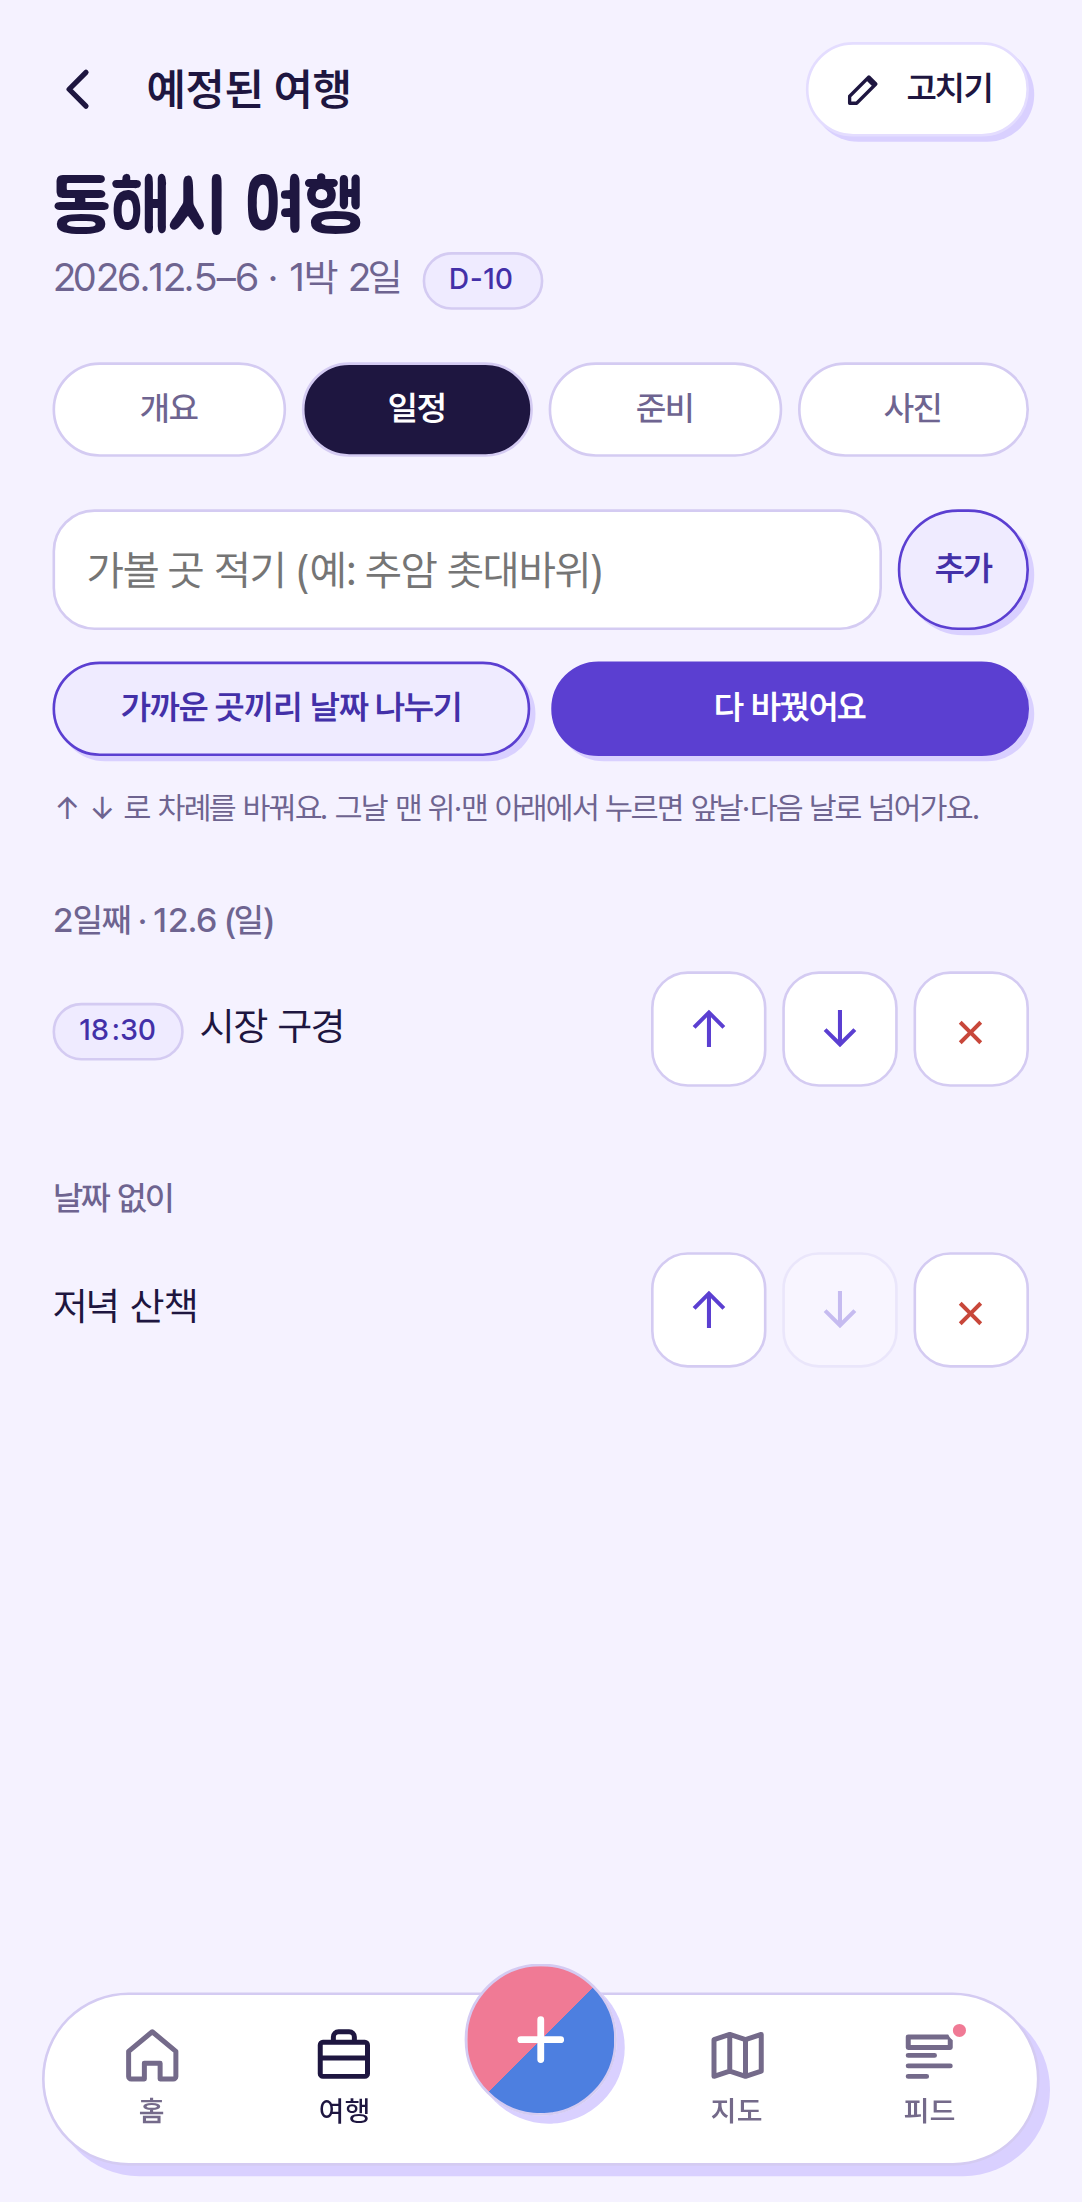 예정된 여행
고치기
동해시 여행
2026.12.5–6 · 1박 2일 D-10
개요 일정 준비 사진
가볼 곳 적기 (예: 추암 촛대바위) 추가
가까운 곳끼리 날짜 나누기 다 바꿨어요
↑ ↓ 로 차례를 바꿔요. 그날 맨 위·맨 아래에서 누르면 앞날·다음 날로 넘어가요.
2일째 · 12.6 (일)
18:30 시장 구경 ↑ ↓ ×
날짜 없이
저녁 산책 ↑ ↓ ×
홈 여행 지도 피드